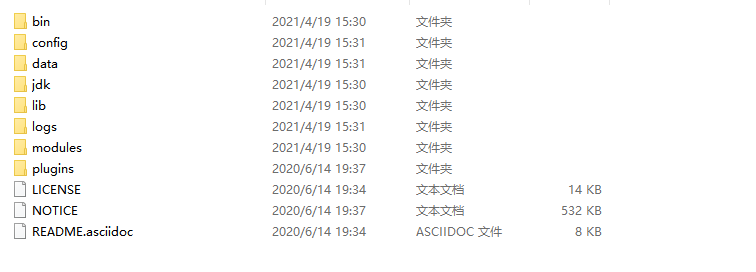 bin 2021/4/19 15:30 文件夹
config 2021/4/19 15:31 文件夹
data 2021/4/19 15:31 文件夹
jdk 2021/4/19 15:30 文件夹
lib 2021/4/19 15:30 文件夹
logs 2021/4/19 15:31 文件夹
modules 2021/4/19 15:30 文件夹
plugins 2020/6/14 19:37 文件夹
LICENSE 2020/6/14 19:34 文本文档 14 KB
NOTICE 2020/6/14 19:37 文本文档 532 KB
README.asciidoc 2020/6/14 19:34 ASCIIDOC 文件 8 KB